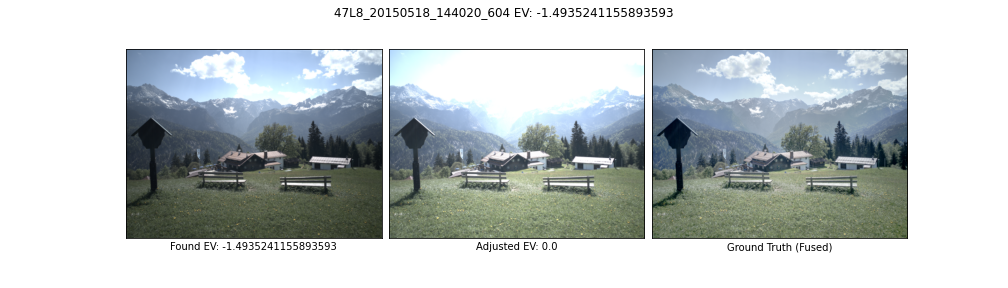 47L8_20150518_144020_604 EV: -1.4935241155893593
Found EV: -1.4935241155893593
Adjusted EV: 0.0
Ground Truth (Fused)